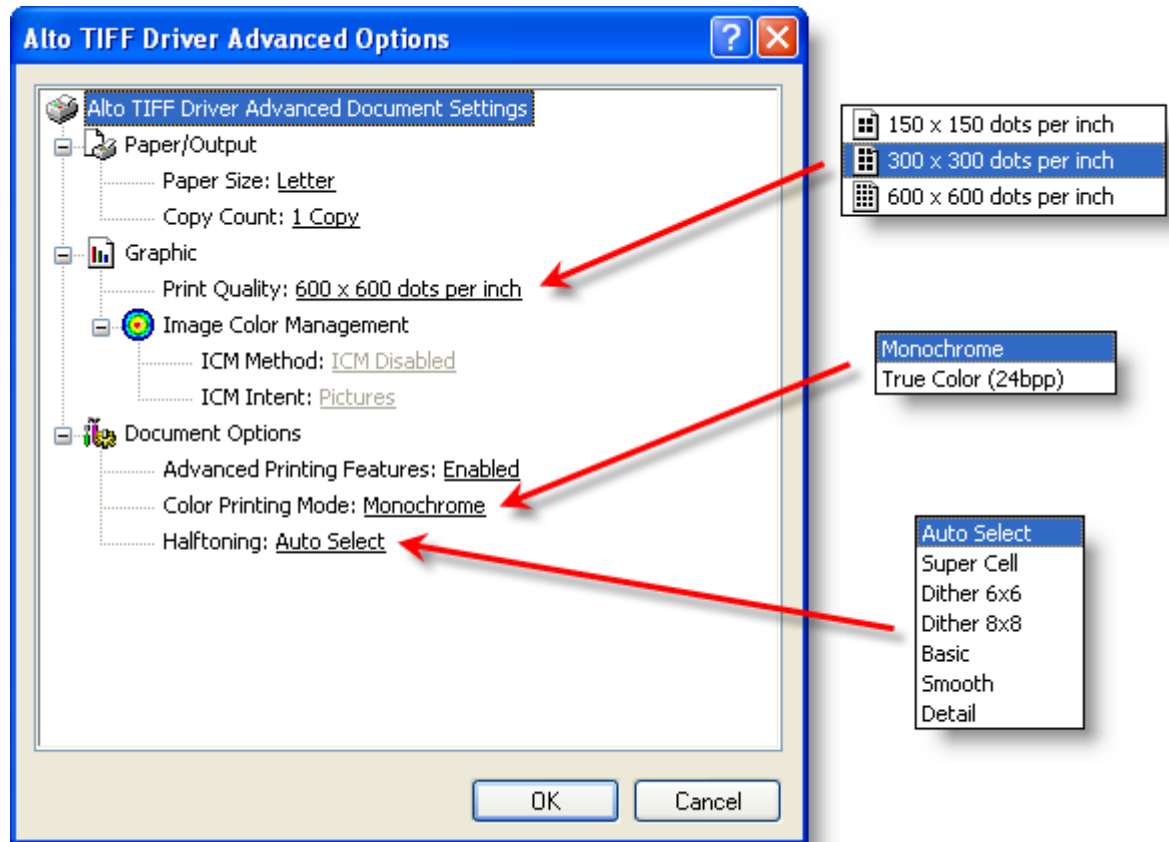 Alto TIFF Driver Advanced Options
Alto TIFF Driver Advanced Document Settings
Paper/Output
Paper Size: Letter
Copy Count: 1 Copy
Graphic
Print Quality: 600 x 600 dots per inch
Image Color Management
ICM Method: ICM Disabled
ICM Intent: Pictures
Document Options
Advanced Printing Features: Enabled
Color Printing Mode: Monochrome
Halftoning: Auto Select
OK
Cancel
150 x 150 dots per inch
300 x 300 dots per inch
600 x 600 dots per inch
Monochrome
True Color (24bpp)
Auto Select
Super Cell
Dither 6x6
Dither 8x8
Basic
Smooth
Detail